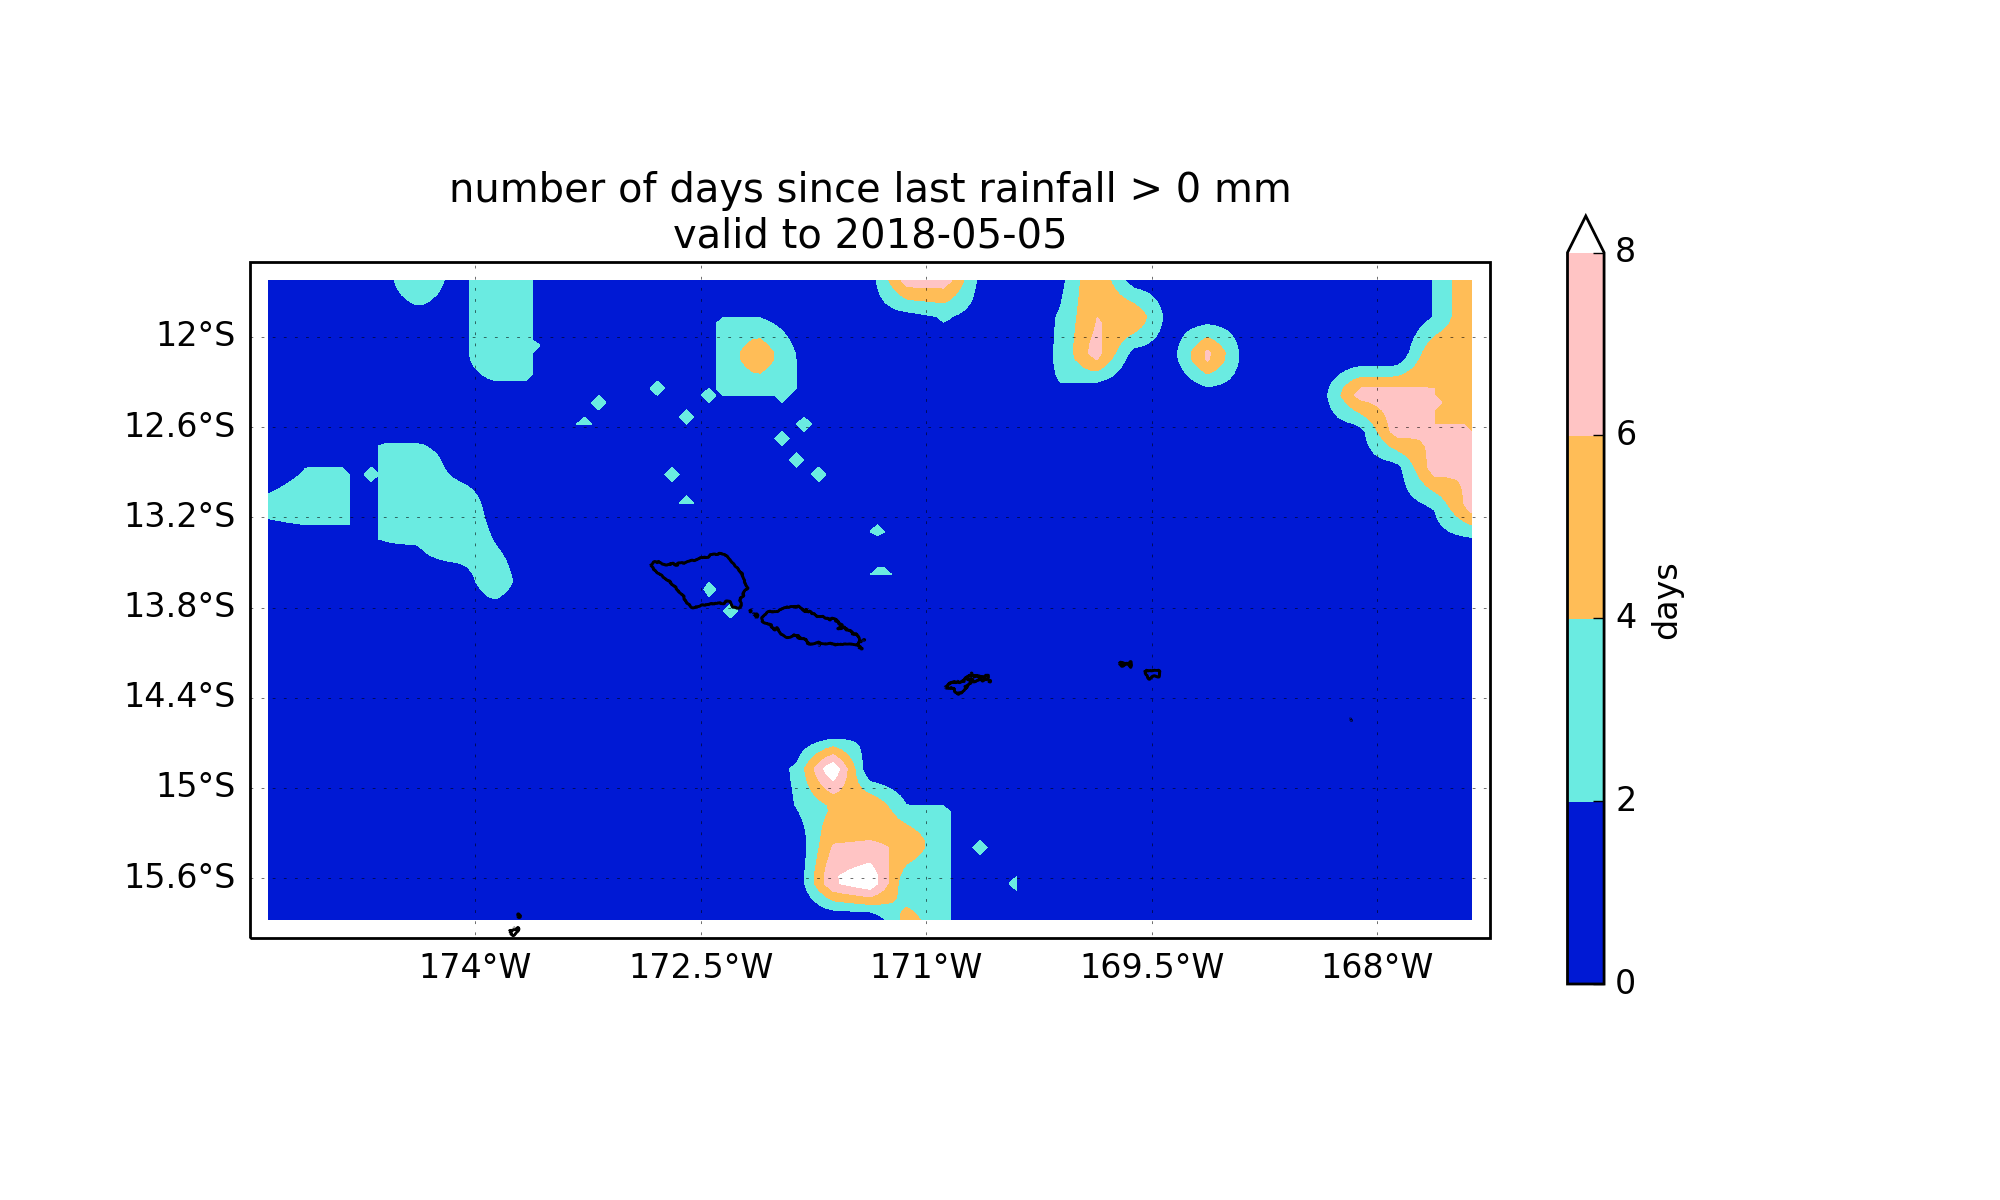 number of days since last rainfall > 0 mm
valid to 2018-05-05
12°S
12.6°S
13.2°S
13.8°S
14.4°S
15°S
15.6°S
174°W 172.5°W 171°W 169.5°W 168°W
8
6
4
2
0
days